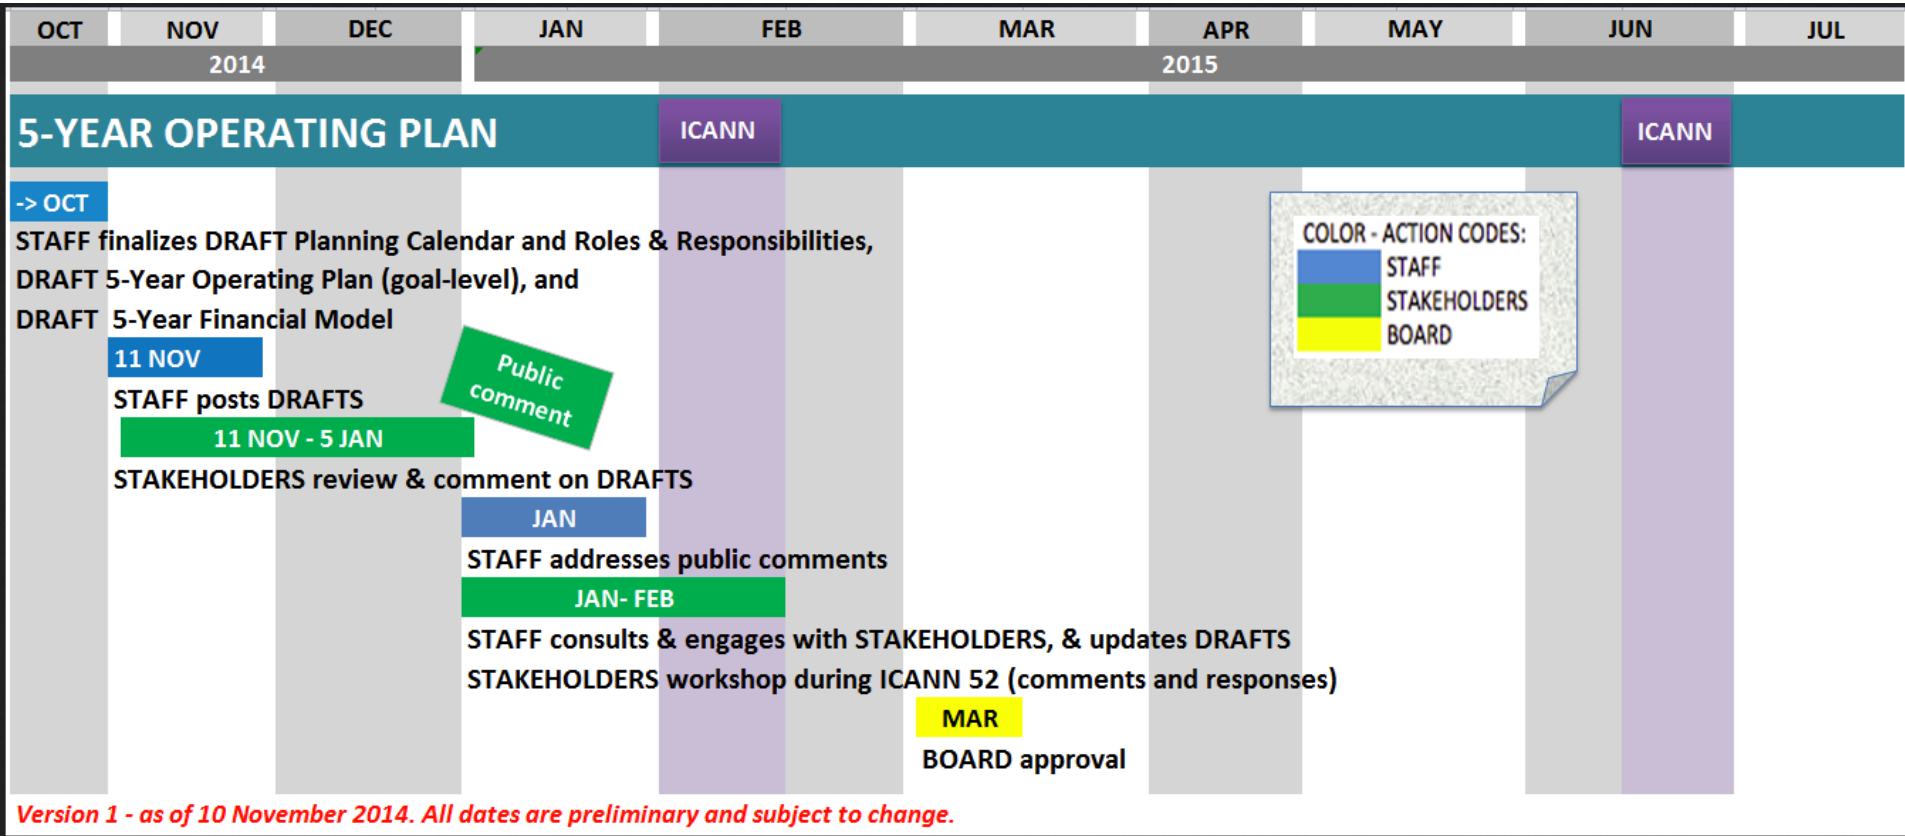 OCT NOV DEC JAN FEB MAR APR MAY JUN JUL
2014 2015
5-YEAR OPERATING PLAN ICANN ICANN
-> OCT
STAFF finalizes DRAFT Planning Calendar and Roles & Responsibilities,
DRAFT 5-Year Operating Plan (goal-level), and
DRAFT 5-Year Financial Model
COLOR - ACTION CODES:
STAFF
STAKEHOLDERS
BOARD
11 NOV
Public
comment
STAFF posts DRAFTS
11 NOV - 5 JAN
STAKEHOLDERS review & comment on DRAFTS
JAN
STAFF addresses public comments
JAN- FEB
STAFF consults & engages with STAKEHOLDERS, & updates DRAFTS
STAKEHOLDERS workshop during ICANN 52 (comments and responses)
MAR
BOARD approval
Version 1 - as of 10 November 2014. All dates are preliminary and subject to change.